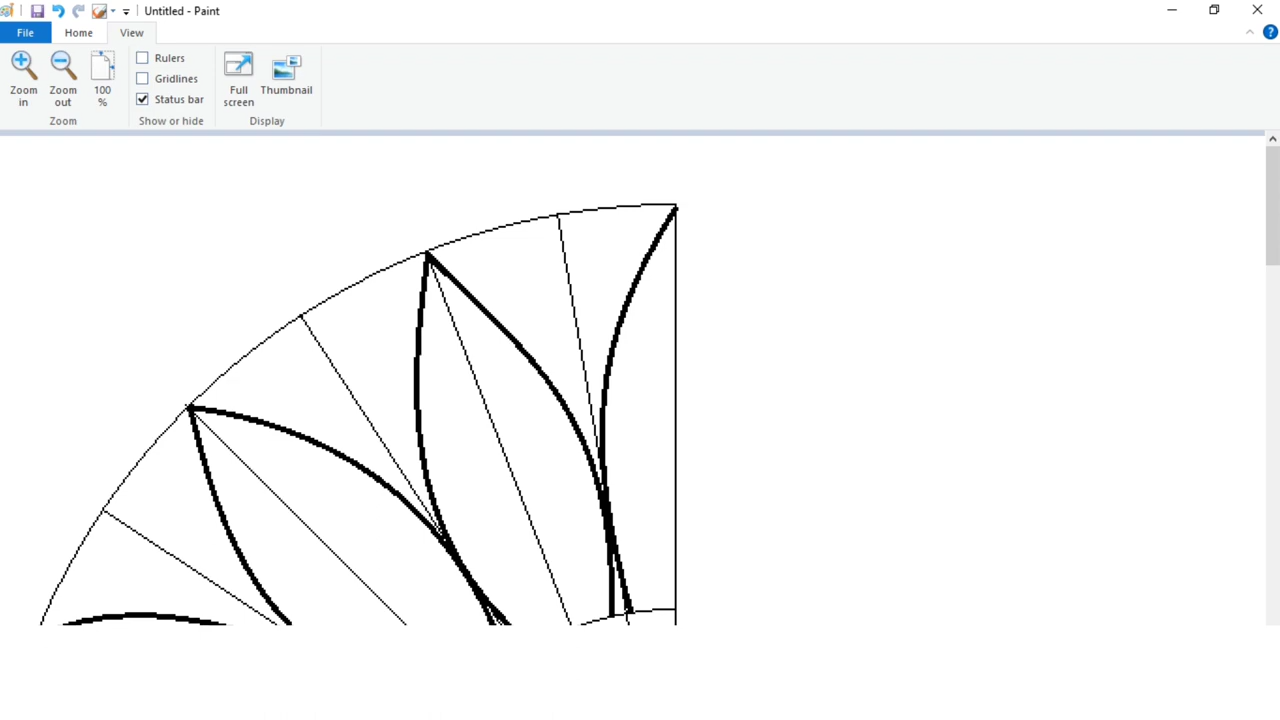 Untitled - Paint
File Home View
Zoom in
Zoom out
100 %
Rulers
Gridlines
Status bar
Full screen
Thumbnail
Zoom
Show or hide
Display